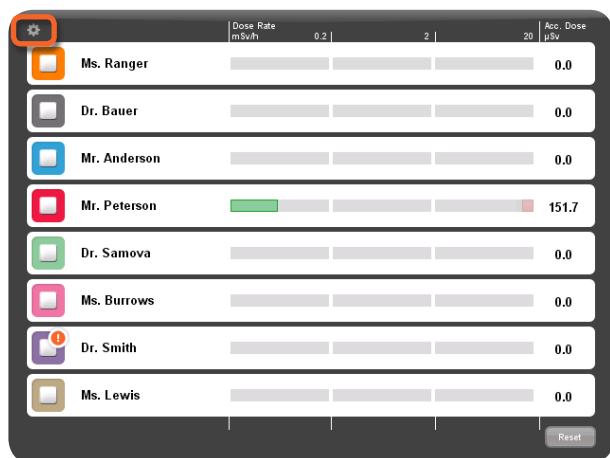 Dose Rate Acc. Dose
mSv/h 0.2 2 20 µSv
Ms. Ranger 0.0
Dr. Bauer 0.0
Mr. Anderson 0.0
Mr. Peterson 151.7
Dr. Samova 0.0
Ms. Burrows 0.0
!
Dr. Smith 0.0
Ms. Lewis 0.0
Reset